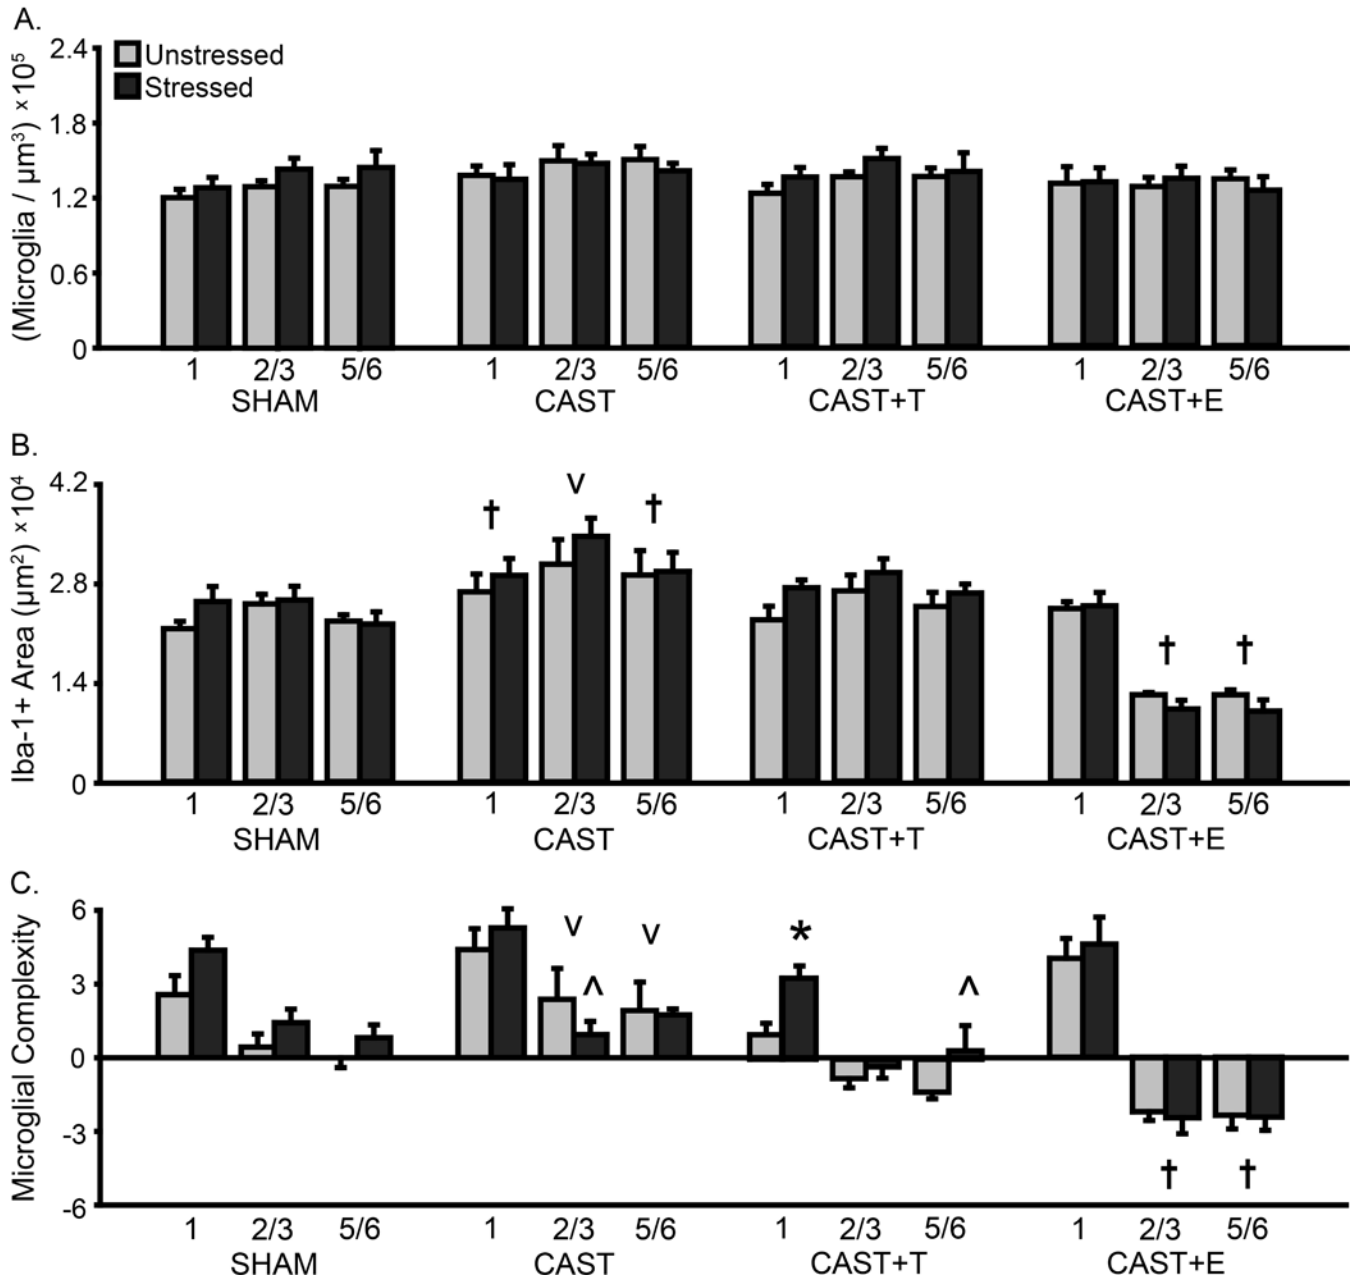 A.
(Microglia / μm³) × 10⁵
2.4
1.8
1.2
0.6
0
Unstressed
Stressed
1 2/3 5/6 1 2/3 5/6 1 2/3 5/6 1 2/3 5/6
SHAM CAST CAST+T CAST+E
B.
Iba-1+ Area (μm²) × 10⁴
4.2
2.8
1.4
0
† v † † †
1 2/3 5/6 1 2/3 5/6 1 2/3 5/6 1 2/3 5/6
SHAM CAST CAST+T CAST+E
C.
Microglial Complexity
6
3
0
-3
-6
v v *
^ ^
† †
1 2/3 5/6 1 2/3 5/6 1 2/3 5/6 1 2/3 5/6
SHAM CAST CAST+T CAST+E